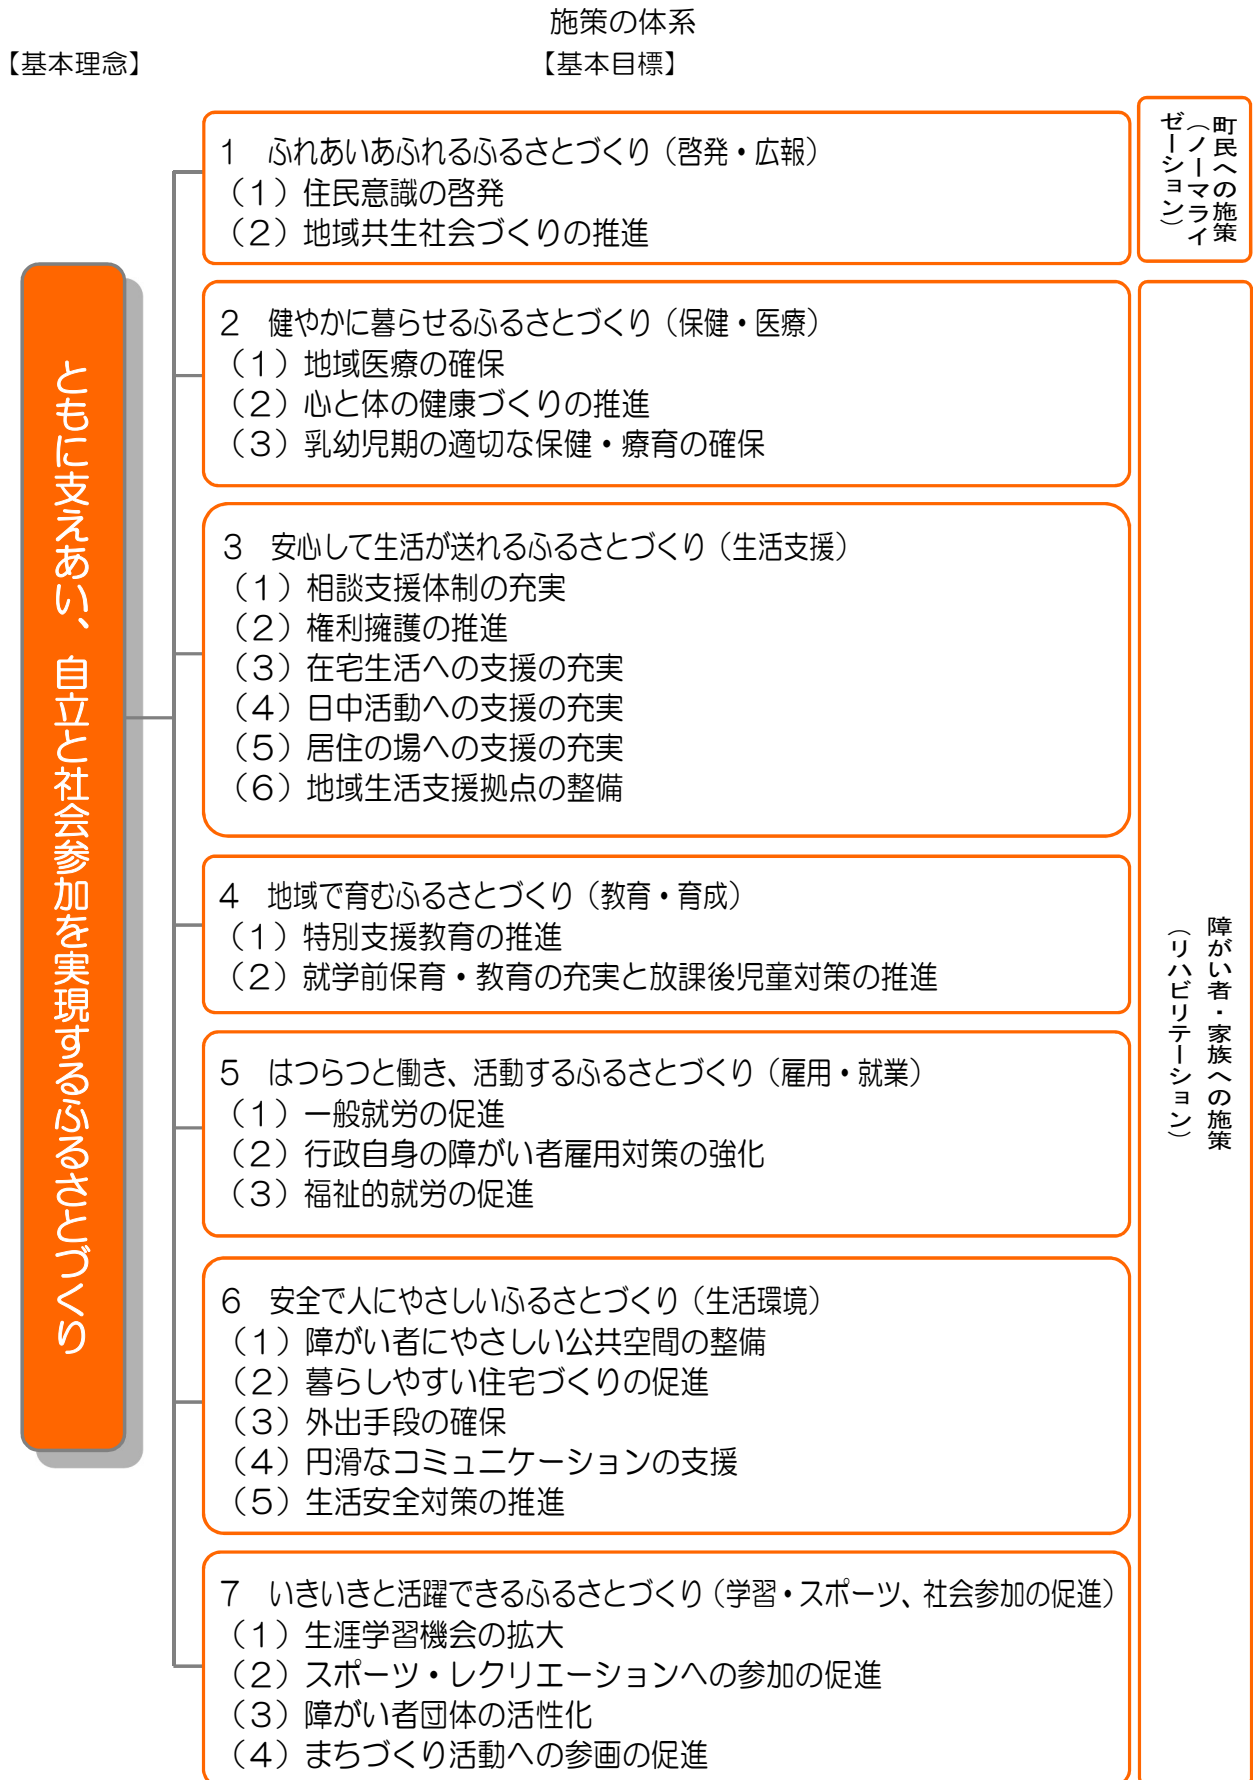 施策の体系
【基本理念】
【基本目標】
ともに支えあい、自立と社会参加を実現するふるさとづくり
1　ふれあいあふれるふるさとづくり（啓発・広報）
（1）住民意識の啓発
（2）地域共生社会づくりの推進
2　健やかに暮らせるふるさとづくり（保健・医療）
（1）地域医療の確保
（2）心と体の健康づくりの推進
（3）乳幼児期の適切な保健・療育の確保
3　安心して生活が送れるふるさとづくり（生活支援）
（1）相談支援体制の充実
（2）権利擁護の推進
（3）在宅生活への支援の充実
（4）日中活動への支援の充実
（5）居住の場への支援の充実
（6）地域生活支援拠点の整備
4　地域で育むふるさとづくり（教育・育成）
（1）特別支援教育の推進
（2）就学前保育・教育の充実と放課後児童対策の推進
5　はつらつと働き、活動するふるさとづくり（雇用・就業）
（1）一般就労の促進
（2）行政自身の障がい者雇用対策の強化
（3）福祉的就労の促進
6　安全で人にやさしいふるさとづくり（生活環境）
（1）障がい者にやさしい公共空間の整備
（2）暮らしやすい住宅づくりの促進
（3）外出手段の確保
（4）円滑なコミュニケーションの支援
（5）生活安全対策の推進
7　いきいきと活躍できるふるさとづくり（学習・スポーツ、社会参加の促進）
（1）生涯学習機会の拡大
（2）スポーツ・レクリエーションへの参加の促進
（3）障がい者団体の活性化
（4）まちづくり活動への参画の促進
町民への施策
（ノーマライ
ゼーション）
障がい者・家族への施策
（リハビリテーション）